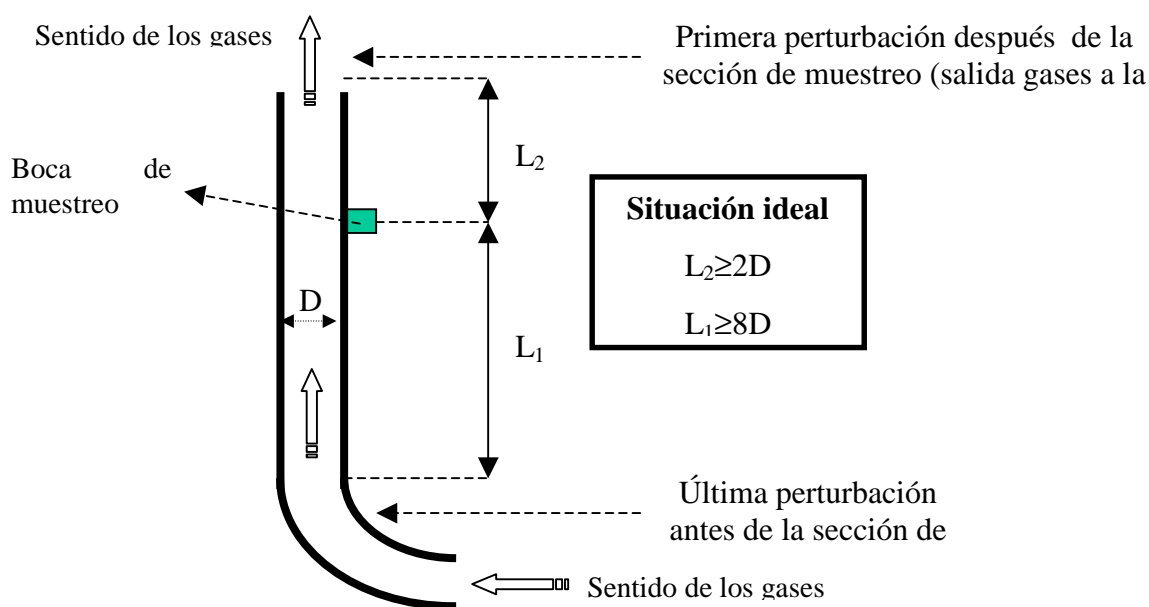 Sentido de los gases
Primera perturbación después de la
sección de muestreo (salida gases a la
Boca de
muestreo
L₂
Situación ideal
L₂≥2D
L₁≥8D
D
L₁
Última perturbación
antes de la sección de
Sentido de los gases